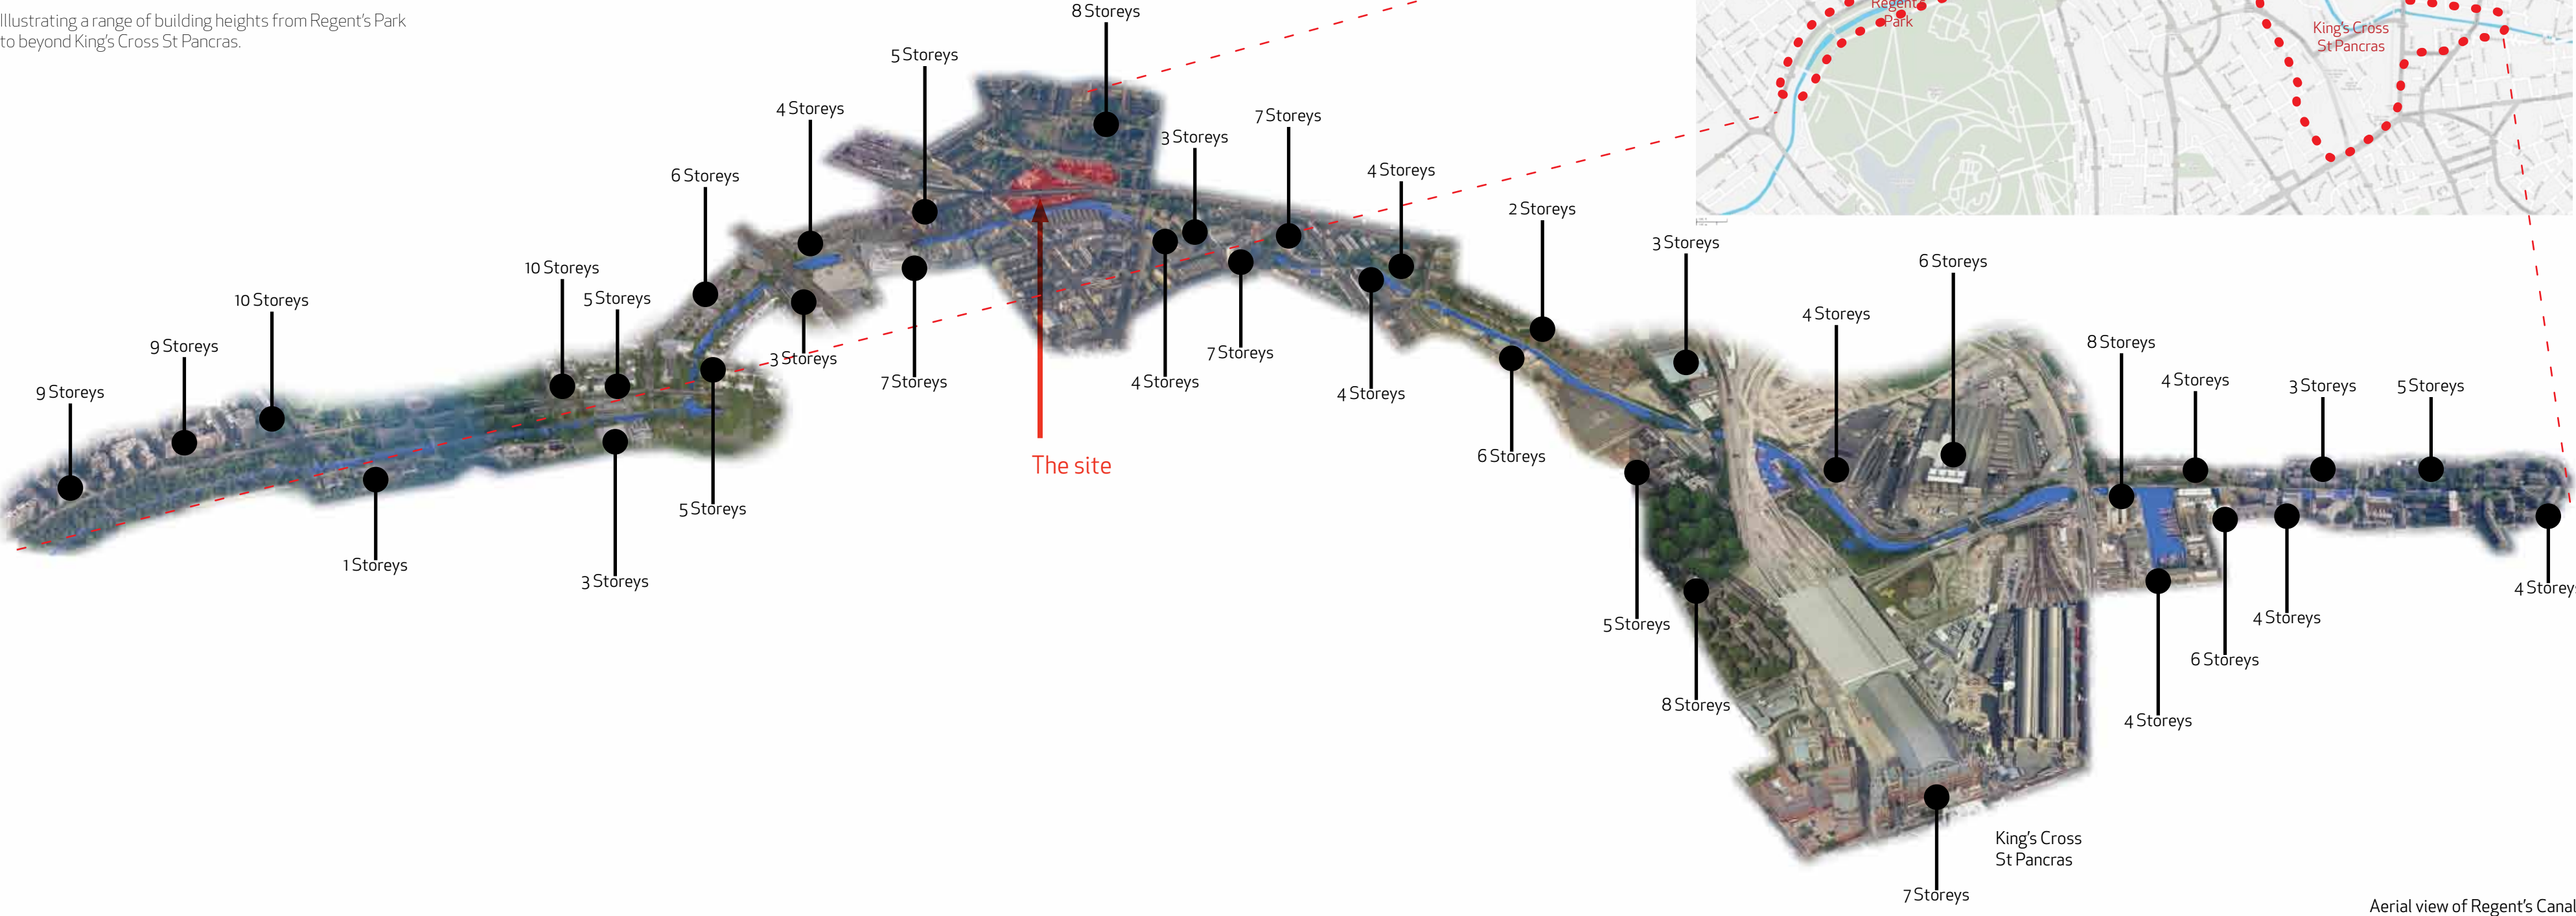 Illustrating a range of building heights from Regent's Park
to beyond King's Cross St Pancras.
8 Storeys
5 Storeys
4 Storeys
6 Storeys
3 Storeys
7 Storeys
4 Storeys
2 Storeys
3 Storeys
6 Storeys
4 Storeys
8 Storeys
4 Storeys
3 Storeys
5 Storeys
10 Storeys
5 Storeys
10 Storeys
9 Storeys
9 Storeys
1 Storeys
3 Storeys
5 Storeys
3 Storeys
7 Storeys
The site
4 Storeys
7 Storeys
4 Storeys
6 Storeys
5 Storeys
8 Storeys
7 Storeys
King's Cross
St Pancras
4 Storeys
6 Storeys
4 Storeys
4 Storey
Regent's
Park
King's Cross
St Pancras
Aerial view of Regent's Canal